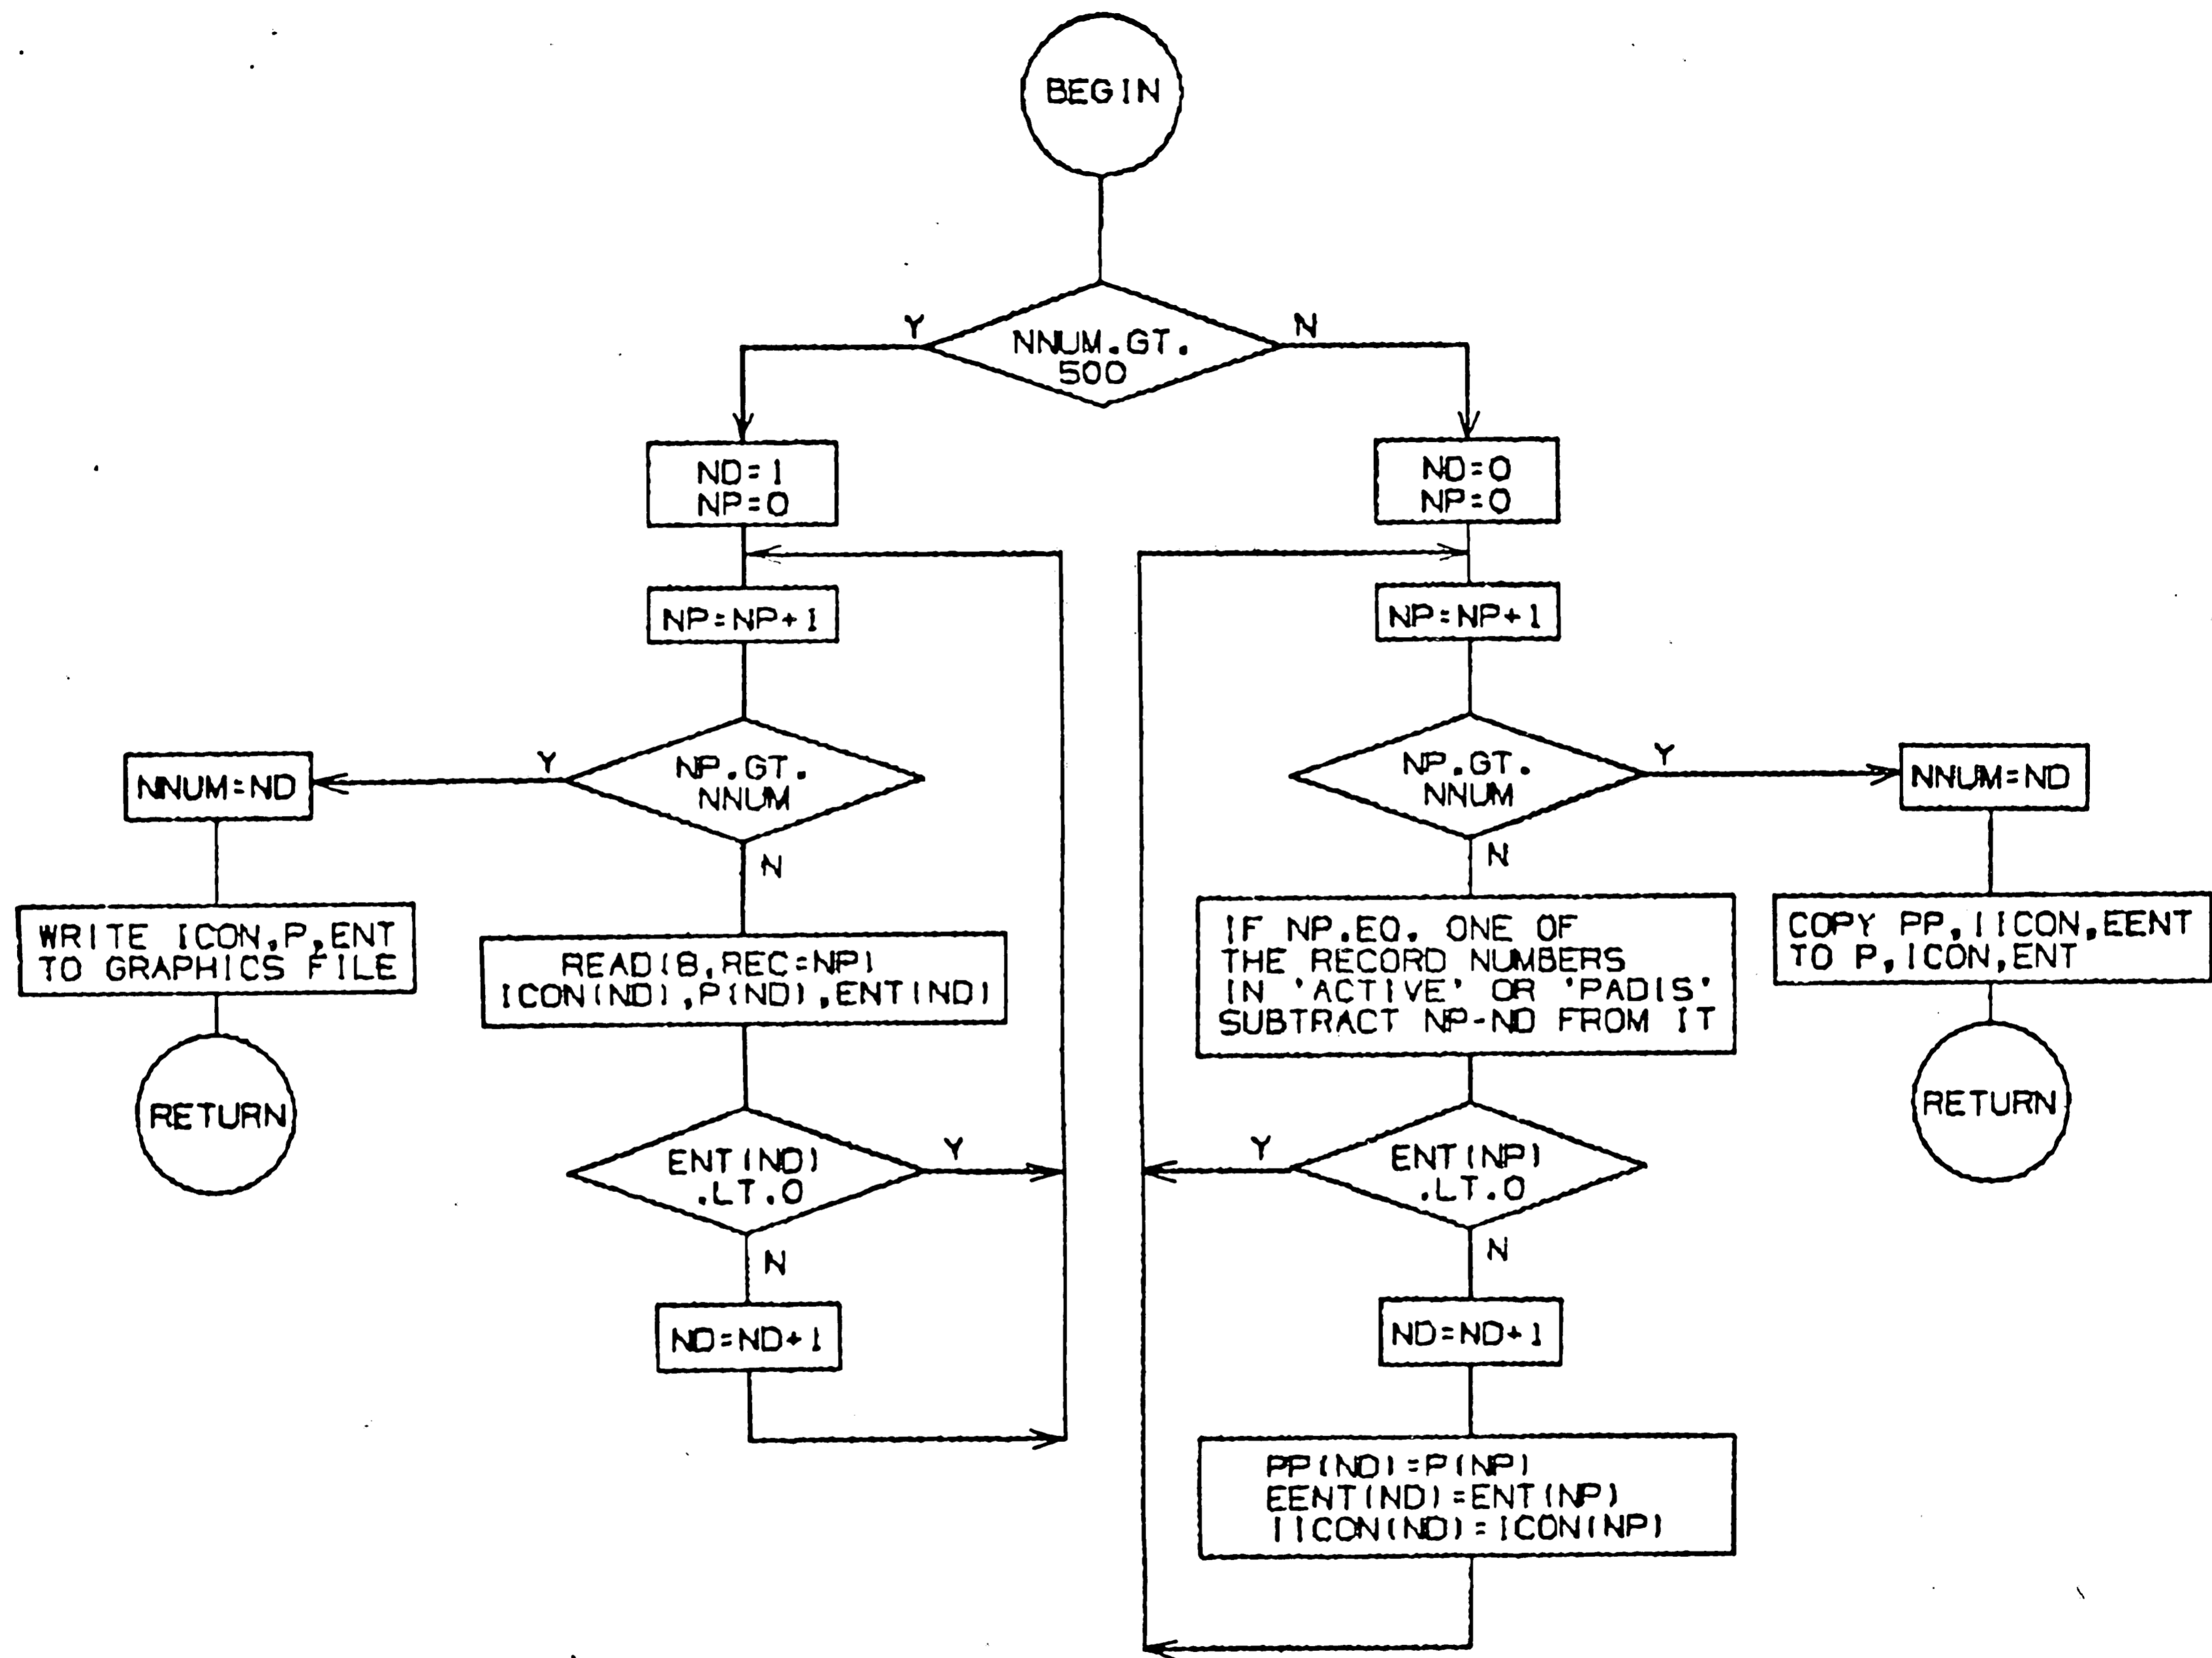 BEGIN
Y
N
NNUM.GT.
500
ND=1
NP=0
ND=0
NP=0
NP=NP+1
NP=NP+1
Y
NP.GT.
NNUM
N
NNUM=ND
NP.GT.
NNUM
Y
N
NNUM=ND
WRITE ICON,P,ENT
TO GRAPHICS FILE
READ(8,REC=NP)
ICON(ND),P(ND),ENT(ND)
IF NP.EQ. ONE OF
THE RECORD NUMBERS
IN 'ACTIVE' OR 'PADIS'
SUBTRACT NP-ND FROM IT
COPY PP,IICON,EENT
TO P,ICON,ENT
RETURN
ENT(ND)
.LT.0
Y
N
Y
ENT(NP)
.LT.0
N
RETURN
ND=ND+1
ND=ND+1
PP(ND)=P(NP)
EENT(ND)=ENT(NP)
IICON(ND)=ICON(NP)